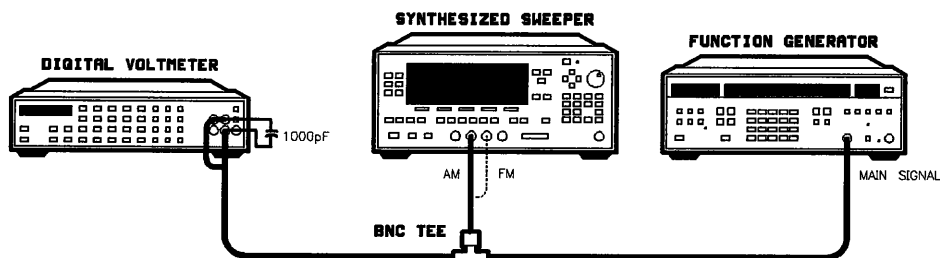 SYNTHESIZED SWEEPER
FUNCTION GENERATOR
DIGITAL VOLTMETER
1000pF
AM
FM
MAIN SIGNAL
BNC TEE